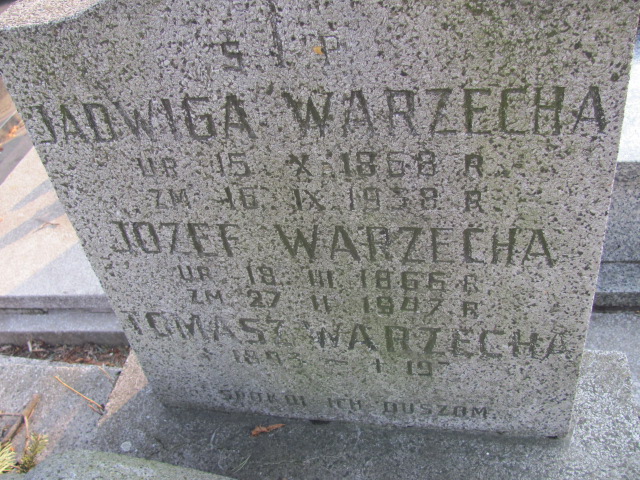 S I P
JADWIGA WARZECHA
UR 15 X 1868 R
ZM 16 IX 1938 R
JÓZEF WARZECHA
UR 18 III 1866 R
ZM 27 II 1947 R
TOMASZ WARZECHA
SPOKÓJ ICH DUSZOM